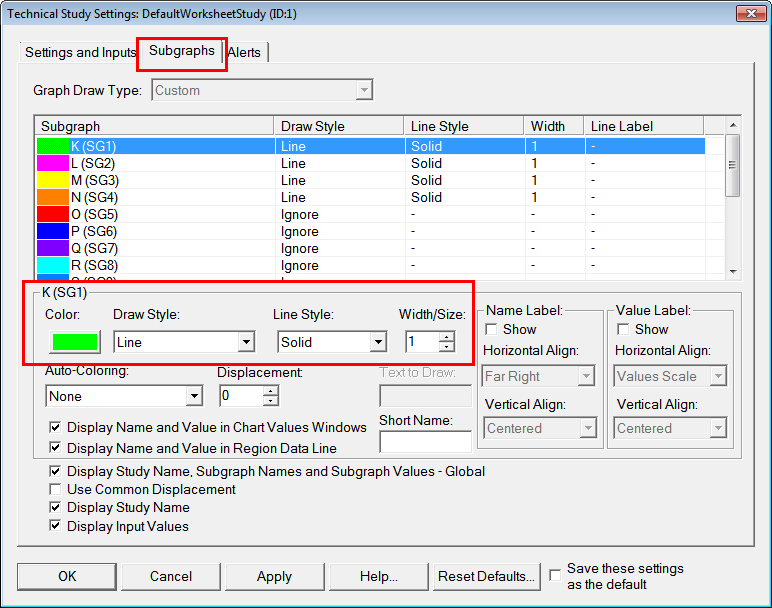 Technical Study Settings: DefaultWorksheetStudy (ID:1)
Settings and Inputs Subgraphs Alerts
Graph Draw Type: Custom
Subgraph Draw Style Line Style Width Line Label
K (SG1) Line Solid 1 -
L (SG2) Line Solid 1 -
M (SG3) Line Solid 1 -
N (SG4) Line Solid 1 -
O (SG5) Ignore - - -
P (SG6) Ignore - - -
Q (SG7) Ignore - - -
R (SG8) Ignore - - -
K (SG1)
Color: Draw Style: Line Style: Width/Size:
Line Solid 1
Auto-Coloring: Displacement: Text to Draw:
None 0
Display Name and Value in Chart Values Windows
Short Name:
Display Name and Value in Region Data Line
Name Label:
Show
Horizontal Align:
Far Right
Vertical Align:
Centered
Value Label:
Show
Horizontal Align:
Values Scale
Vertical Align:
Centered
Display Study Name, Subgraph Names and Subgraph Values - Global
Use Common Displacement
Display Study Name
Display Input Values
OK Cancel Apply Help... Reset Defaults...
Save these settings
as the default